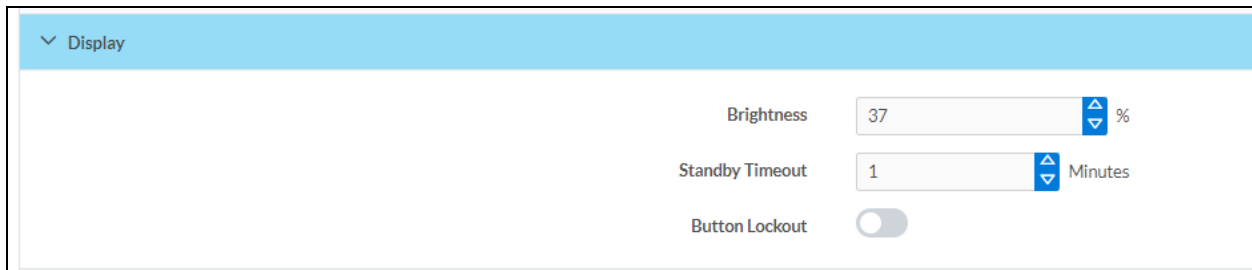 Display
Brightness 37 %
Standby Timeout 1 Minutes
Button Lockout